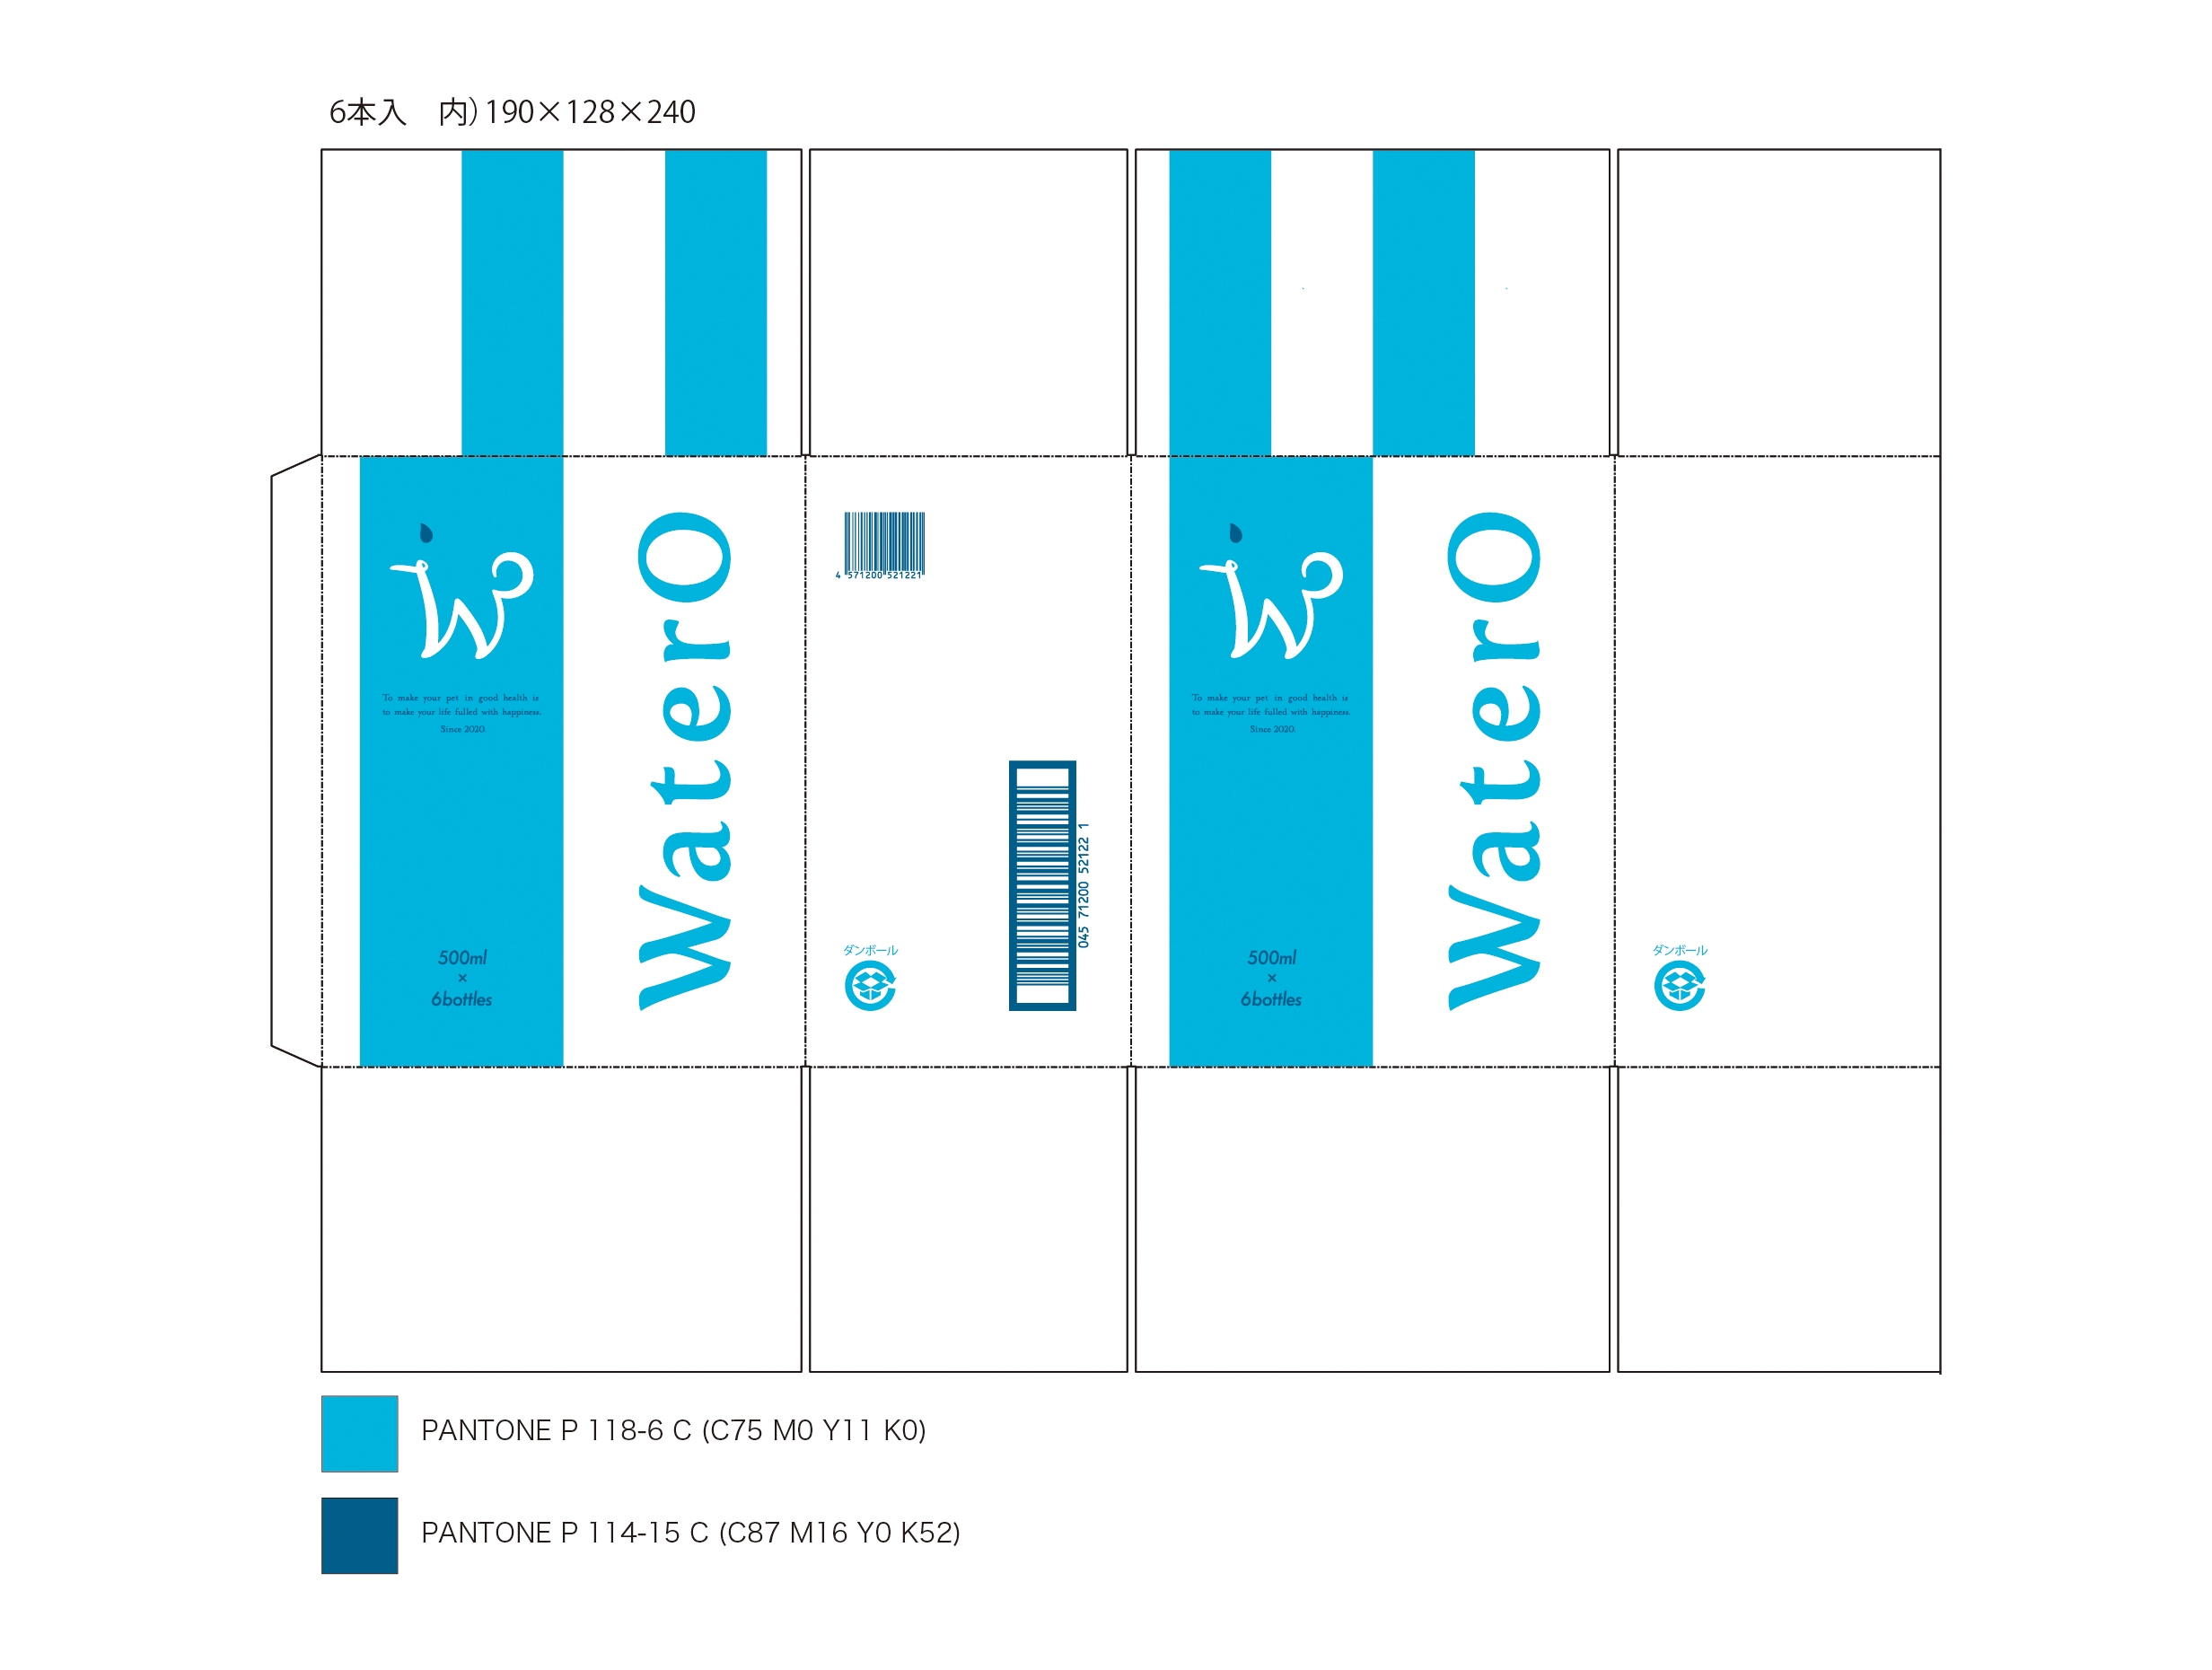 6本入　内)190×128×240
To make your pet in good health is
to make your life fulled with happiness.
Since 2020.
500ml
×
6bottles
WaterO
4 571200 521221
ダンボール
045 71200 52122 1
To make your pet in good health is
to make your life fulled with happiness.
Since 2020.
500ml
×
6bottles
WaterO
ダンボール
PANTONE P 118-6 C (C75 M0 Y11 K0)
PANTONE P 114-15 C (C87 M16 Y0 K52)